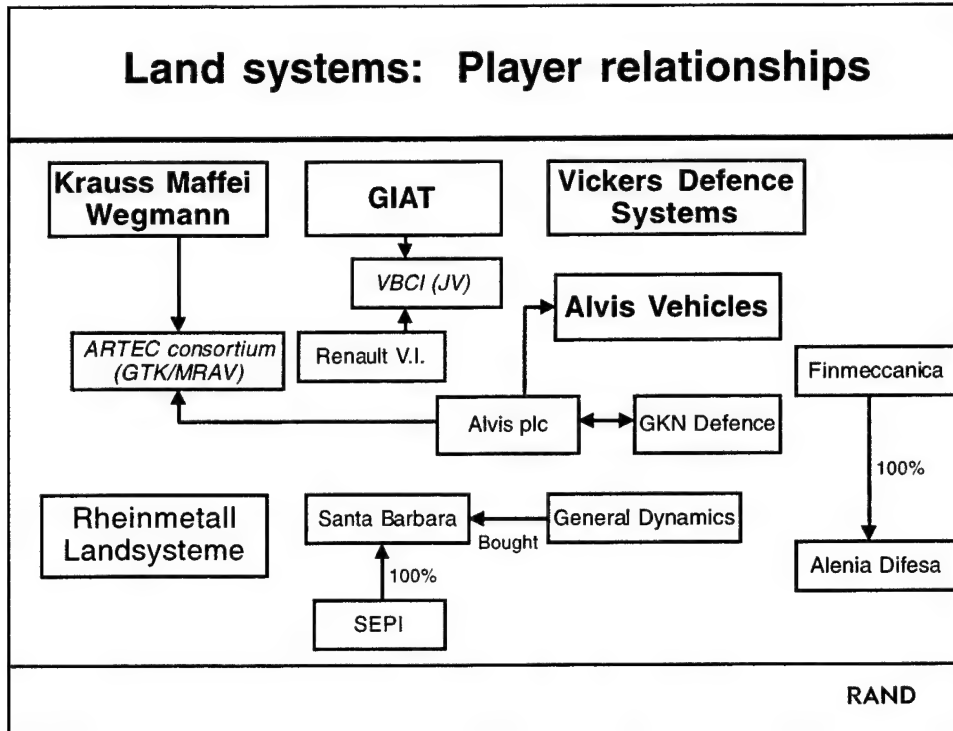 Land systems: Player relationships
Krauss Maffei
Wegmann
GIAT
Vickers Defence
Systems
VBCI (JV)
Alvis Vehicles
ARTEC consortium
(GTK/MRAV)
Renault V.I.
Finmeccanica
Alvis plc
GKN Defence
100%
Rheinmetall
Landsysteme
Santa Barbara
General Dynamics
Bought
Alenia Difesa
100%
SEPI
RAND